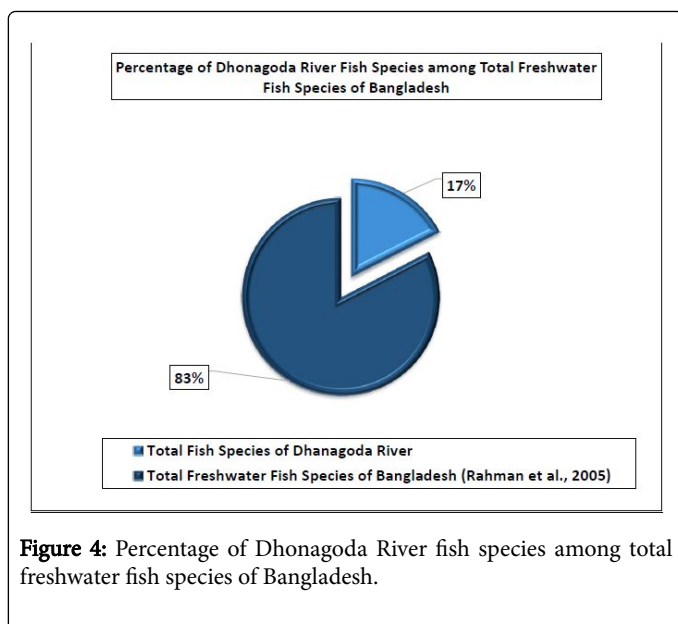 Percentage of Dhonagoda River Fish Species among Total Freshwater
Fish Species of Bangladesh
17%
83%
Total Fish Species of Dhanagoda River
Total Freshwater Fish Species of Bangladesh (Rahman et al., 2005)
Figure 4: Percentage of Dhonagoda River fish species among total
freshwater fish species of Bangladesh.